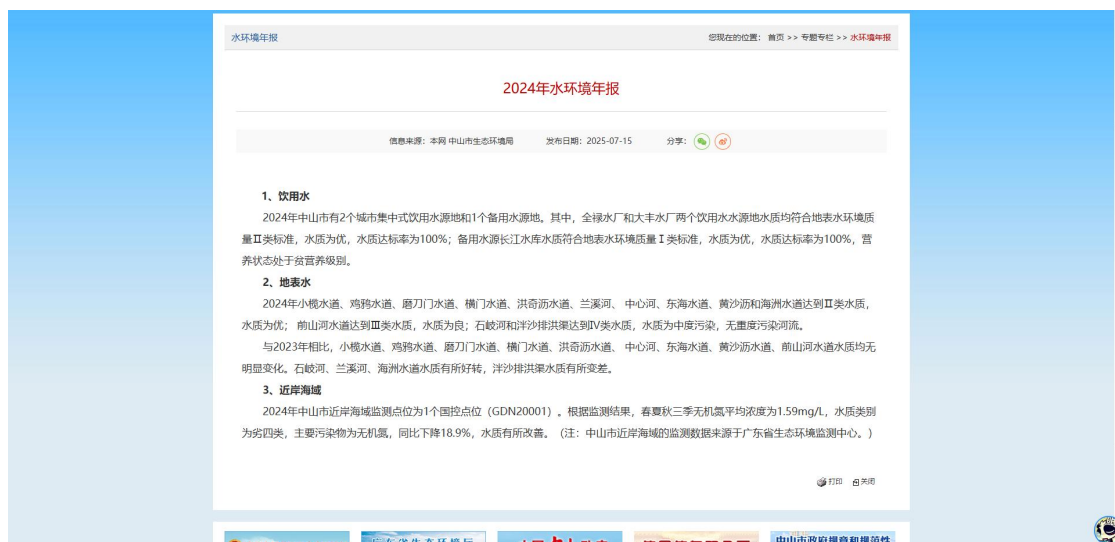 水环境年报
您现在的位置： 首页 >> 专题专栏 >> 水环境年报
2024年水环境年报
信息来源：本网 中山市生态环境局 发布日期：2025-07-15 分享：
1、饮用水
2024年中山市有2个城市集中式饮用水源地和1个备用水源地。其中，全禄水厂和大丰水厂两个饮用水水源地水质均符合地表水环境质
量Ⅱ类标准，水质为优，水质达标率为100%；备用水源长江水库水质符合地表水环境质量Ⅰ类标准，水质为优，水质达标率为100%，营
养状态处于贫营养级别。
2、地表水
2024年小榄水道、鸡鸦水道、磨刀门水道、横门水道、洪奇沥水道、兰溪河、 中心河、东海水道、黄沙沥和海洲水道达到Ⅱ类水质，
水质为优； 前山河水道达到Ⅲ类水质，水质为良；石岐河和泮沙排洪渠达到Ⅳ类水质，水质为中度污染，无重度污染河流。
与2023年相比，小榄水道、鸡鸦水道、磨刀门水道、横门水道、洪奇沥水道、 中心河、东海水道、黄沙沥水道、前山河水道水质均无
明显变化。石岐河、兰溪河、海洲水道水质有所好转，泮沙排洪渠水质有所变差。
3、近岸海域
2024年中山市近岸海域监测点位为1个国控点位（GDN20001）。根据监测结果，春夏秋三季无机氮平均浓度为1.59mg/L，水质类别
为劣四类，主要污染物为无机氮，同比下降18.9%，水质有所改善。（注：中山市近岸海域的监测数据来源于广东省生态环境监测中心。）
打印 关闭
广东省生态环境厅
中山市政府规章和规范性